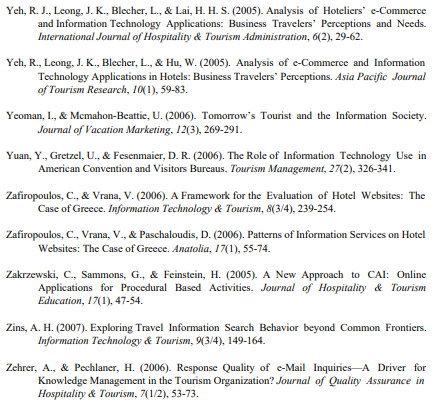 Yeh, R. J., Leong, J. K., Blecher, L., & Lai, H. H. S. (2005). Analysis of Hoteliers' e-Commerce
and Information Technology Applications: Business Travelers' Perceptions and Needs.
International Journal of Hospitality & Tourism Administration, 6(2), 29-62.
Yeh, R., Leong, J. K., Blecher, L., & Hu, W. (2005). Analysis of e-Commerce and Information
Technology Applications in Hotels: Business Travelers' Perceptions. Asia Pacific Journal
of Tourism Research, 10(1), 59-83.
Yeoman, I., & Mcmahon-Beattie, U. (2006). Tomorrow's Tourist and the Information Society.
Journal of Vacation Marketing, 12(3), 269-291.
Yuan, Y., Gretzel, U., & Fesenmaier, D. R. (2006). The Role of Information Technology Use in
American Convention and Visitors Bureaus. Tourism Management, 27(2), 326-341.
Zafiropoulos, C., & Vrana, V. (2006). A Framework for the Evaluation of Hotel Websites: The
Case of Greece. Information Technology & Tourism, 8(3/4), 239-254.
Zafiropoulos, C., Vrana, V., & Paschaloudis, D. (2006). Patterns of Information Services on Hotel
Websites: The Case of Greece. Anatolia, 17(1), 55-74.
Zakrzewski, C., Sammons, G., & Feinstein, H. (2005). A New Approach to CAI: Online
Applications for Procedural Based Activities. Journal of Hospitality & Tourism
Education, 17(1), 47-54.
Zins, A. H. (2007). Exploring Travel Information Search Behavior beyond Common Frontiers.
Information Technology & Tourism, 9(3/4), 149-164.
Zehrer, A., & Pechlaner, H. (2006). Response Quality of e-Mail Inquiries—A Driver for
Knowledge Management in the Tourism Organization? Journal of Quality Assurance in
Hospitality & Tourism, 7(1/2), 53-73.